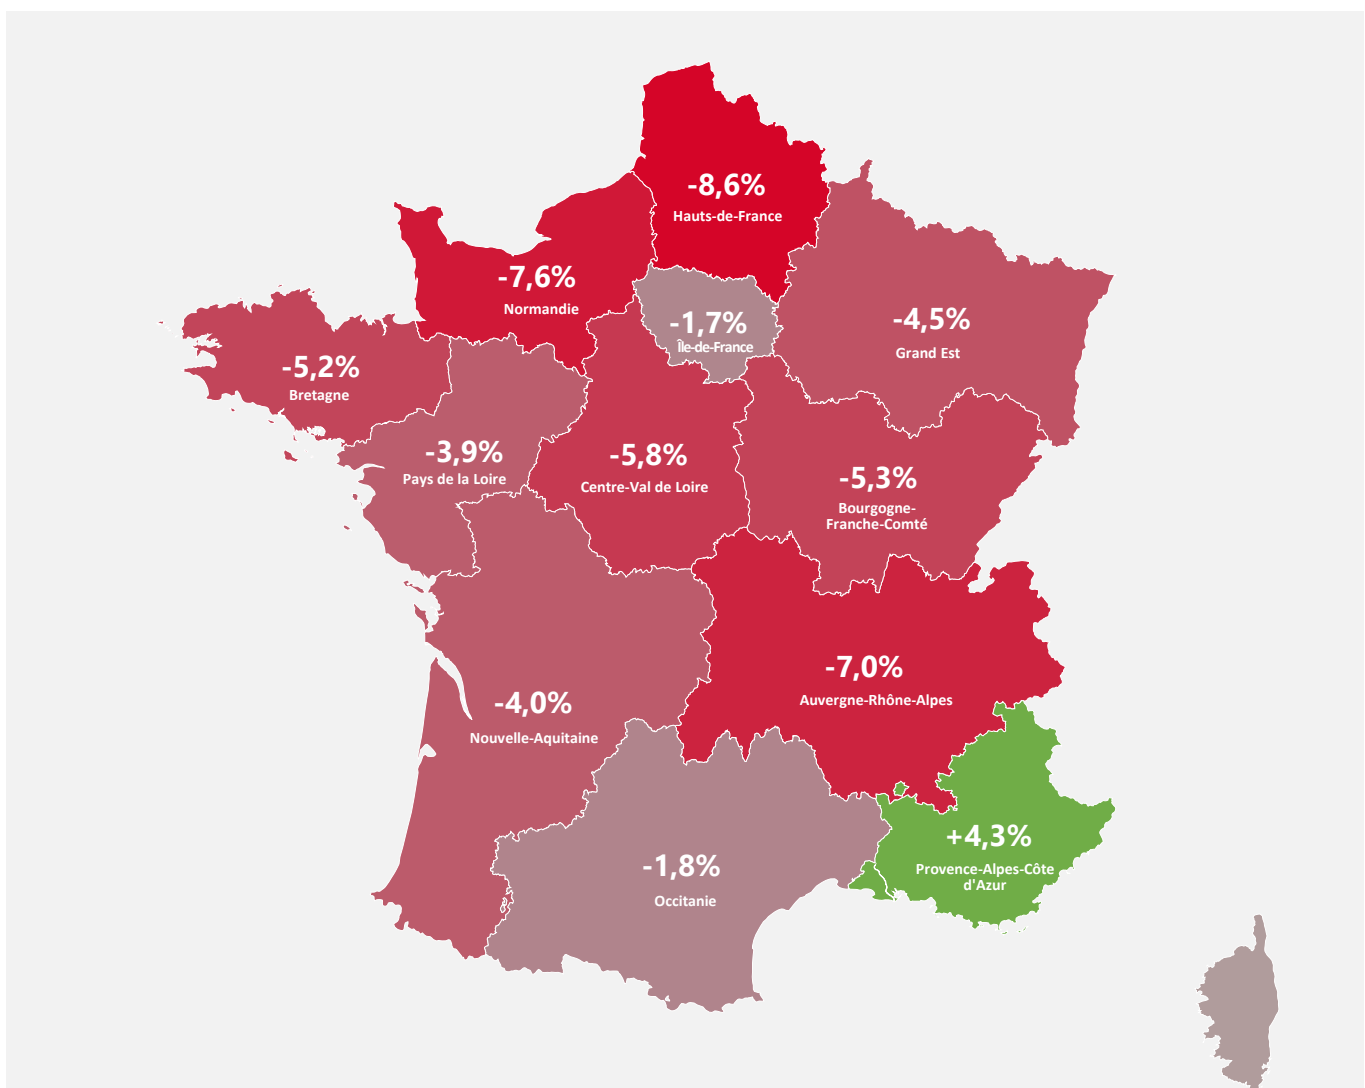 -8,6%
Hauts-de-France
-7,6%
Normandie
-1,7%
Île-de-France
-4,5%
Grand Est
-5,2%
Bretagne
-3,9%
Pays de la Loire
-5,8%
Centre-Val de Loire
-5,3%
Bourgogne-
Franche-Comté
-7,0%
Auvergne-Rhône-Alpes
-4,0%
Nouvelle-Aquitaine
+4,3%
Provence-Alpes-Côte
d'Azur
-1,8%
Occitanie